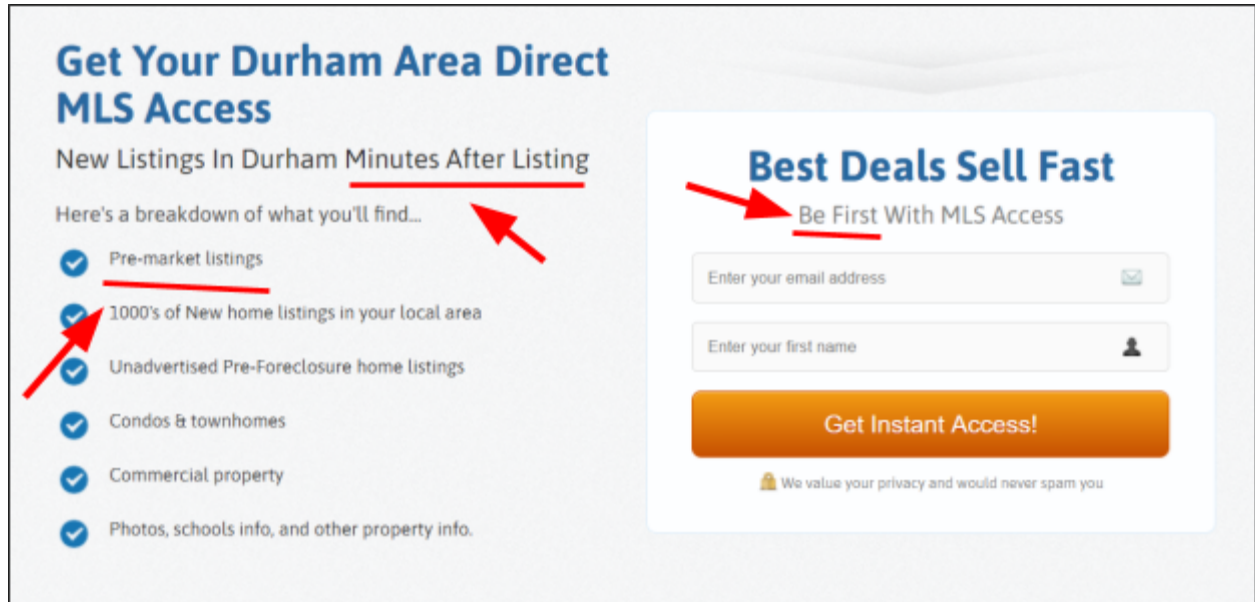 Get Your Durham Area Direct
MLS Access
New Listings In Durham Minutes After Listing
Here's a breakdown of what you'll find...
Pre-market listings
1000's of New home listings in your local area
Unadvertised Pre-Foreclosure home listings
Condos & townhomes
Commercial property
Photos, schools info, and other property info.
Best Deals Sell Fast
Be First With MLS Access
Enter your email address
Enter your first name
Get Instant Access!
We value your privacy and would never spam you